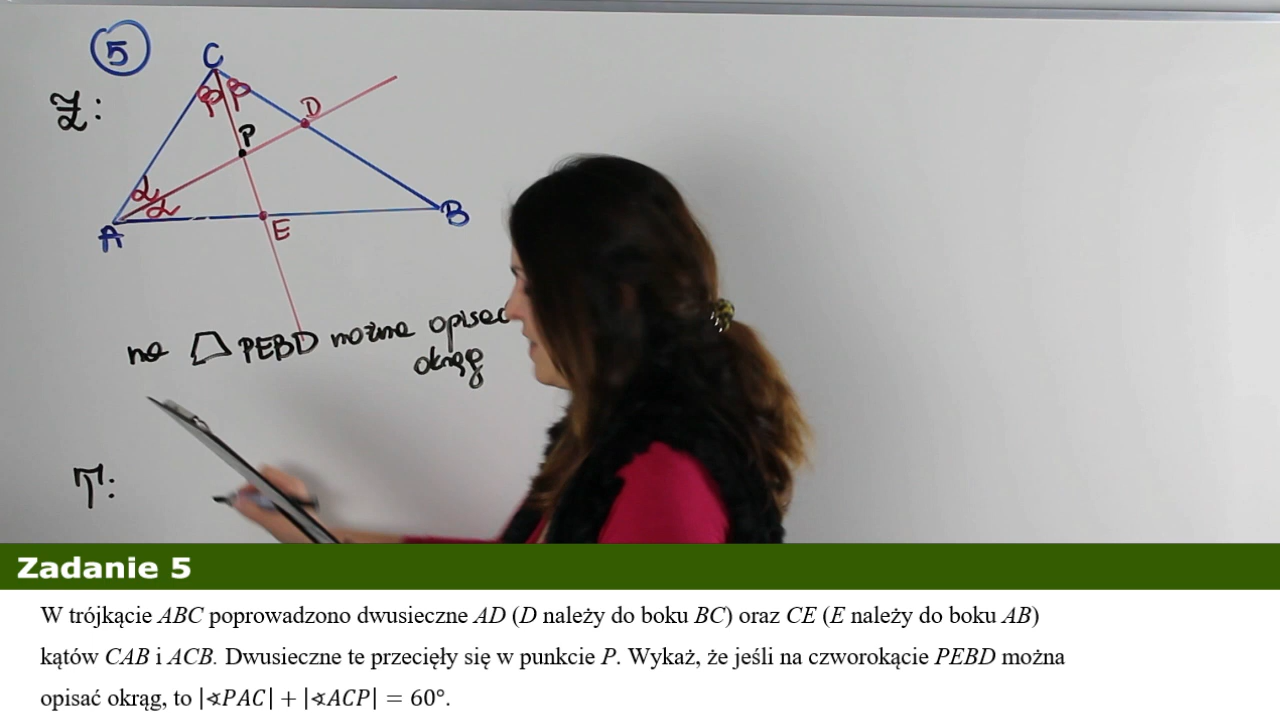 5
C
Z:
β β
D
P
α
α
A
E
B
na PEBD można opisać
okrąg
T:
Zadanie 5
W trójkącie ABC poprowadzono dwusieczne AD (D należy do boku BC) oraz CE (E należy do boku AB)
kątów CAB i ACB. Dwusieczne te przecięły się w punkcie P. Wykaż, że jeśli na czworokącie PEBD można
opisać okrąg, to |∢PAC| + |∢ACP| = 60°.